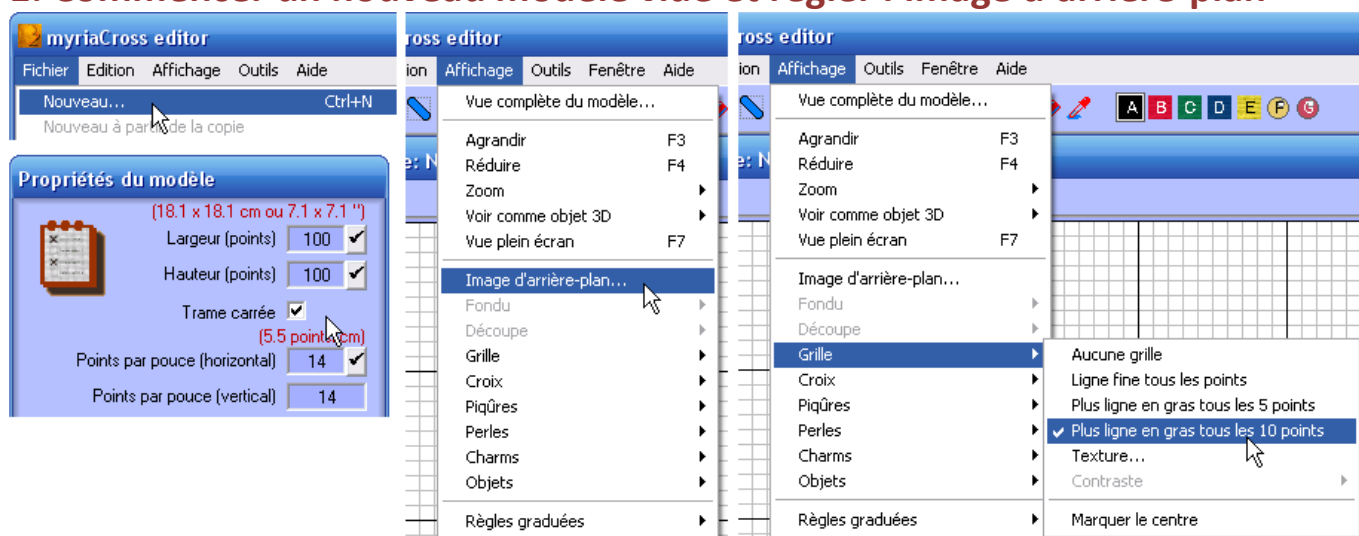 myriaCross editor
Fichier Edition Affichage Outils Aide
Nouveau... Ctrl+N
Nouveau à de la copie
Propriétés du modèle
(18.1 x 18.1 cm ou 7.1 x 7.1 ")
Largeur (points) 100
Hauteur (points) 100
Trame carrée
(5.5
Points par pouce (horizontal) 14
Points par pouce (vertical) 14
ross editor
ion Affichage Outils Fenêtre Aide
Vue complète du modèle...
Agrandir F3
Réduire F4
Zoom
Voir comme objet 3D
Vue plein écran F7
Image d'arrière-plan...
Fondu
Découpe
Grille
Croix
Piqûres
Perles
Charms
Objets
Règles graduées
ross editor
ion Affichage Outils Fenêtre Aide
A B C D E F G
Vue complète du modèle...
Agrandir F3
Réduire F4
Zoom
Voir comme objet 3D
Vue plein écran F7
Image d'arrière-plan...
Fondu
Découpe
Grille
Croix
Piqûres
Perles
Charms
Objets
Règles graduées
Aucune grille
Ligne fine tous les points
Plus ligne en gras tous les 5 points
Plus ligne en gras tous les 10 points
Texture...
Contraste
Marquer le centre